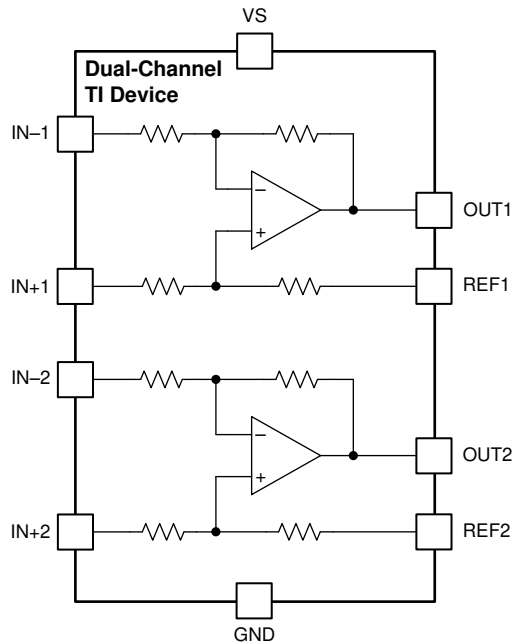 VS
Dual-Channel
TI Device
IN–1
−
OUT1
+
IN+1
REF1
IN–2
−
OUT2
+
IN+2
REF2
GND